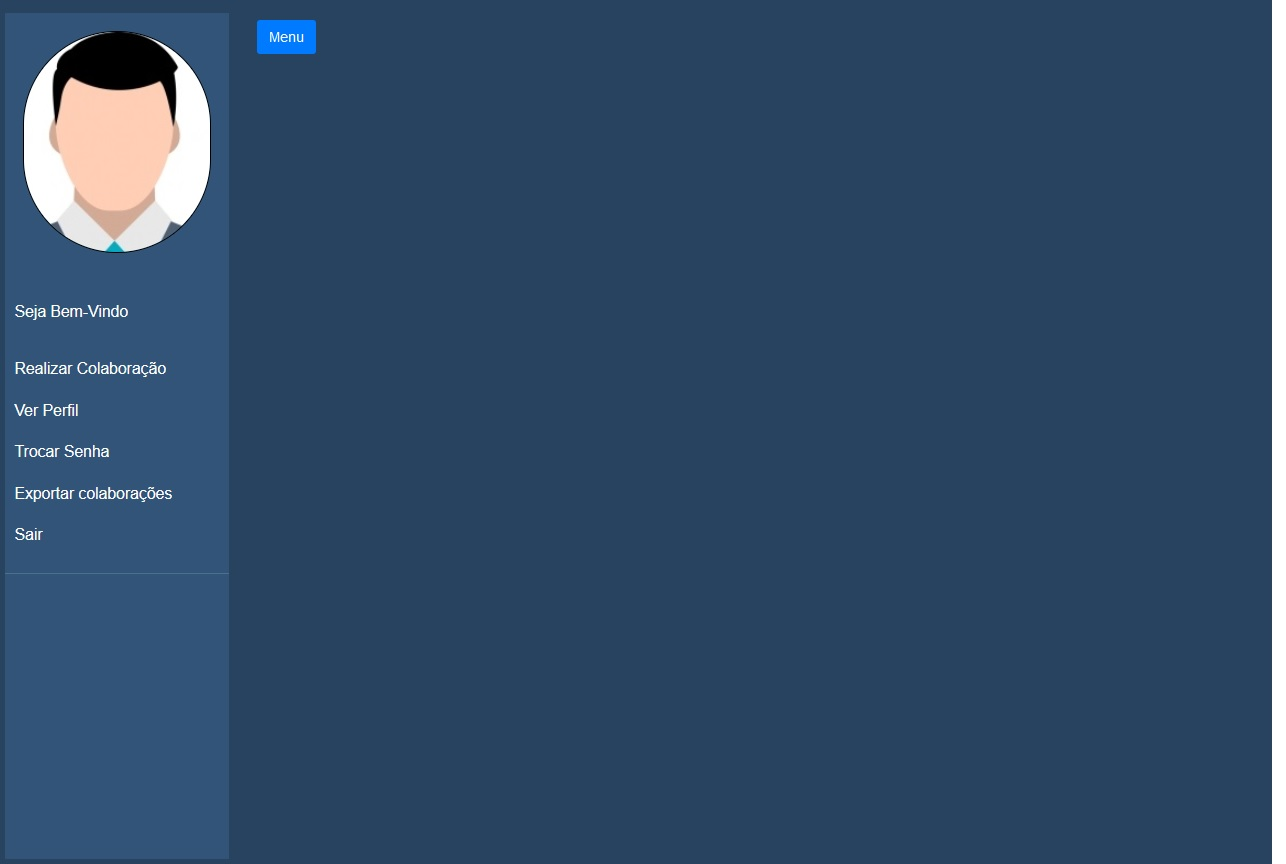 Menu
Seja Bem-Vindo
Realizar Colaboração
Ver Perfil
Trocar Senha
Exportar colaborações
Sair